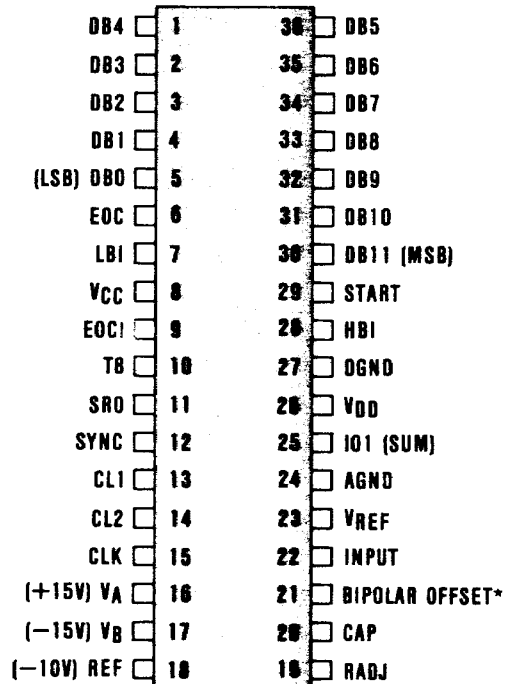 DB4 1 36 DB5
DB3 2 35 DB6
DB2 3 34 DB7
DB1 4 33 DB8
(LSB) DB0 5 32 DB9
EOC 6 31 DB10
LBI 7 30 DB11 (MSB)
VCC 8 29 START
EOCI 9 28 HBI
TB 10 27 DGND
SRO 11 26 VDD
SYNC 12 25 IO1 (SUM)
CL1 13 24 AGND
CL2 14 23 VREF
CLK 15 22 INPUT
(+15V) VA 16 21 BIPOLAR OFFSET*
(−15V) VB 17 20 CAP
(−10V) REF 18 19 RADJ